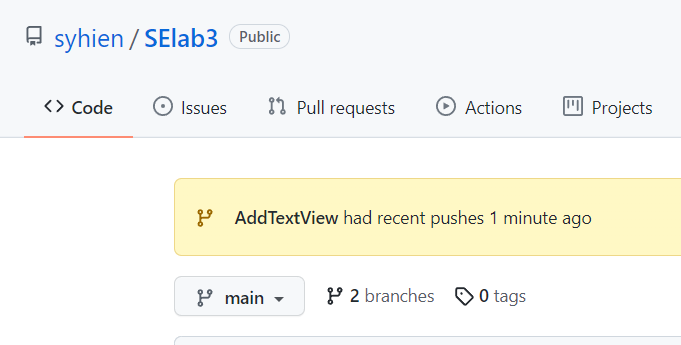 syhien / SElab3 Public
Code Issues Pull requests Actions Projects
AddTextView had recent pushes 1 minute ago
main 2 branches 0 tags